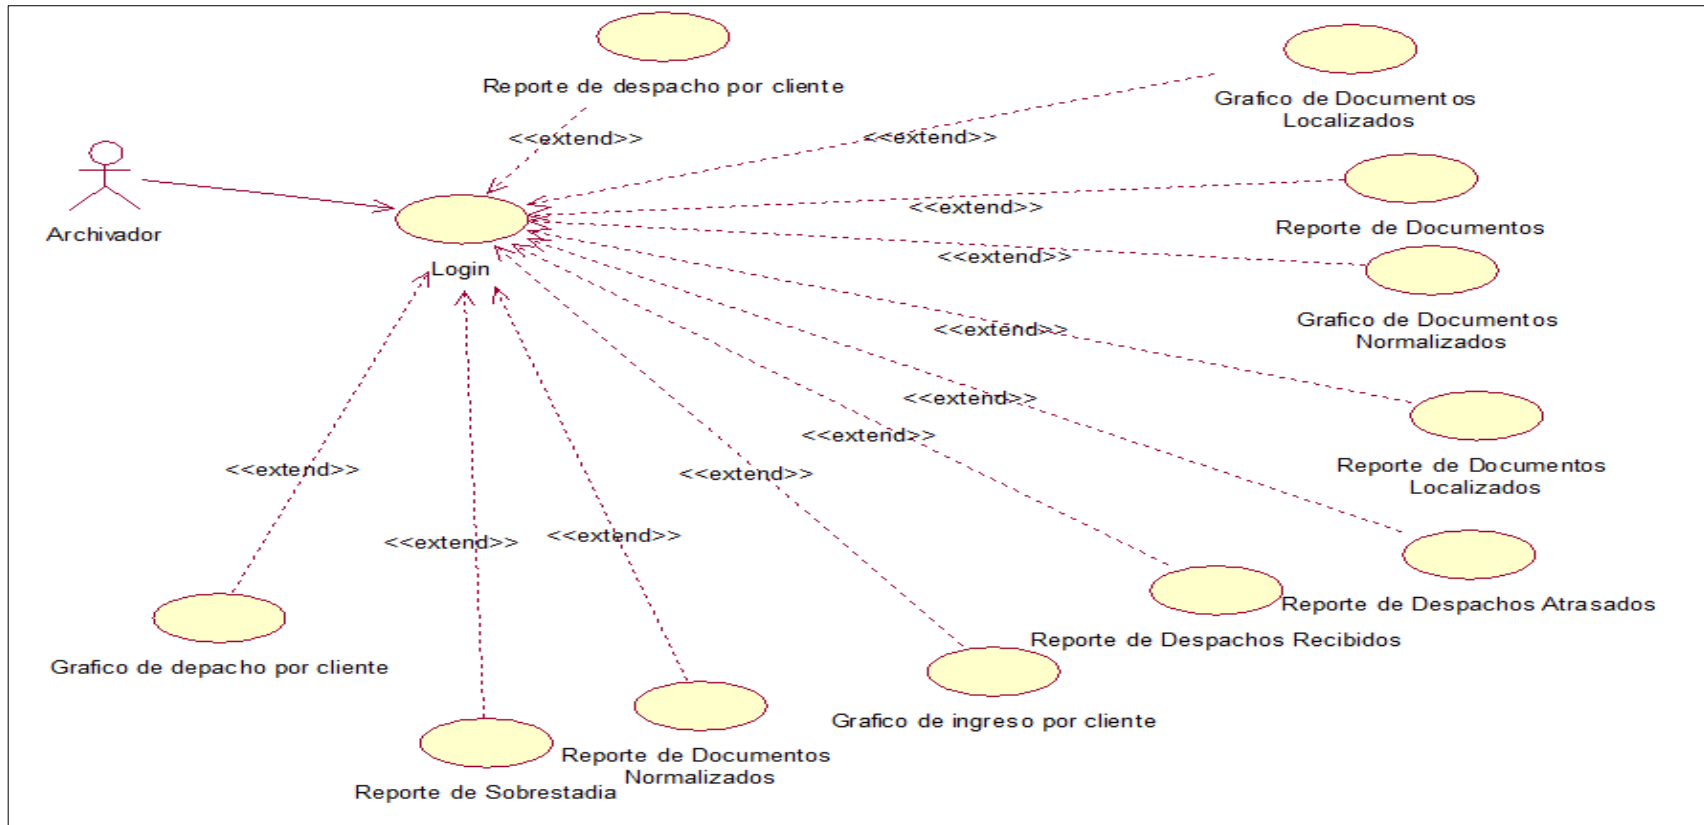 Reporte de despacho por cliente
<<extend>>
Grafico de Documentos
Localizados
<<extend>>
Archivador
<<extend>>
Reporte de Documentos
Login
<<extend>>
Grafico de Documentos
Normalizados
<<extend>>
<<extend>>
<<extend>>
Reporte de Documentos
Localizados
<<extend>>
<<extend>>
<<extend>>
<<extend>>
Reporte de Despachos Atrasados
Reporte de Despachos Recibidos
Grafico de depacho por cliente
Grafico de ingreso por cliente
Reporte de Documentos
Normalizados
Reporte de Sobrestadia